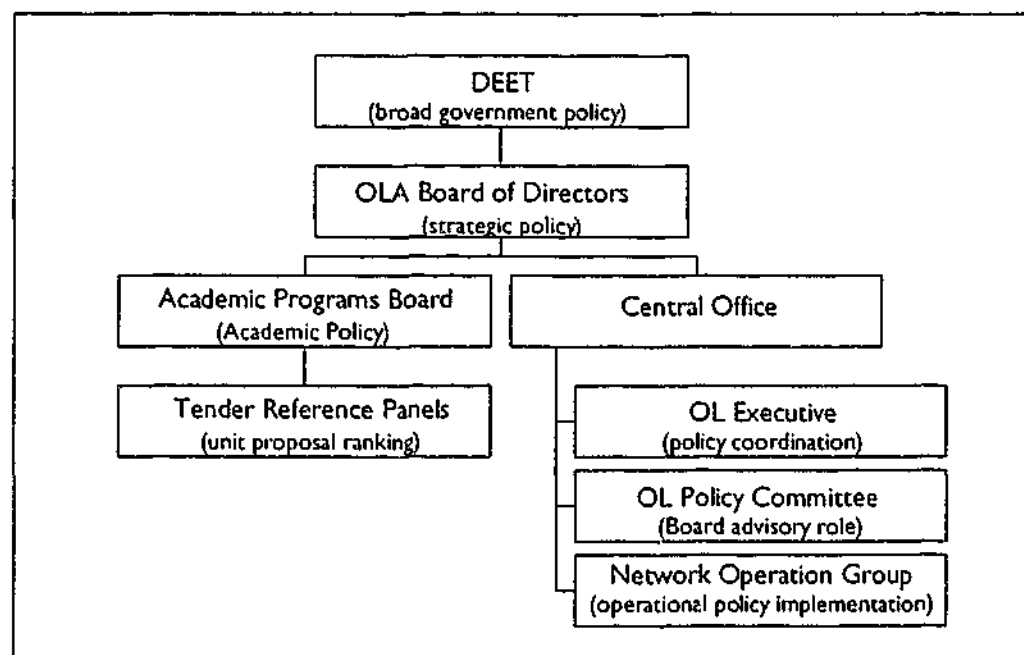 DEET
(broad government policy)
OLA Board of Directors
(strategic policy)
Academic Programs Board
(Academic Policy)
Central Office
Tender Reference Panels
(unit proposal ranking)
OL Executive
(policy coordination)
OL Policy Committee
(Board advisory role)
Network Operation Group
(operational policy implementation)